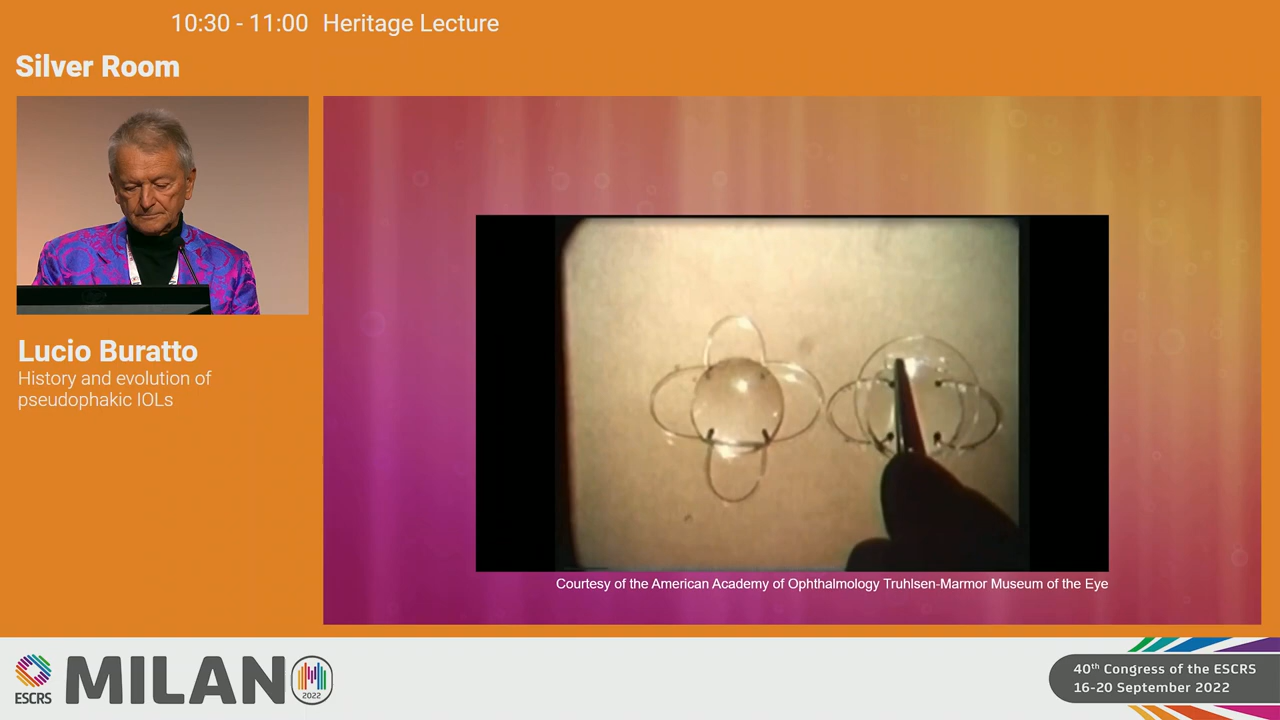 10:30 - 11:00 Heritage Lecture
Silver Room
Lucio Buratto
History and evolution of
pseudophakic IOLs
Courtesy of the American Academy of Ophthalmology Truhlsen-Marmor Museum of the Eye
ESCRS
MILANO
2022
40th Congress of the ESCRS
16-20 September 2022